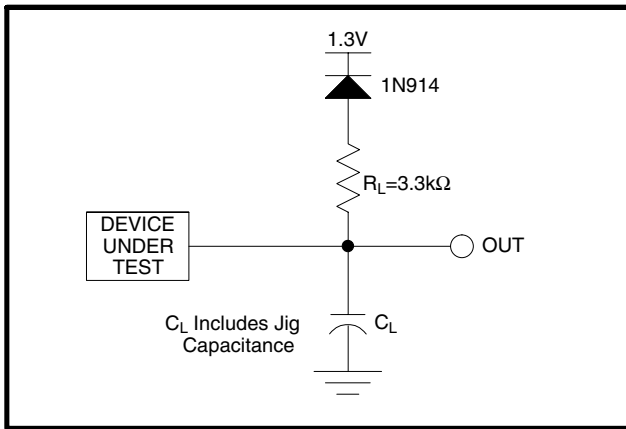 1.3V
1N914
R_L=3.3kΩ
DEVICE
UNDER
TEST
OUT
C_L Includes Jig
Capacitance
C_L